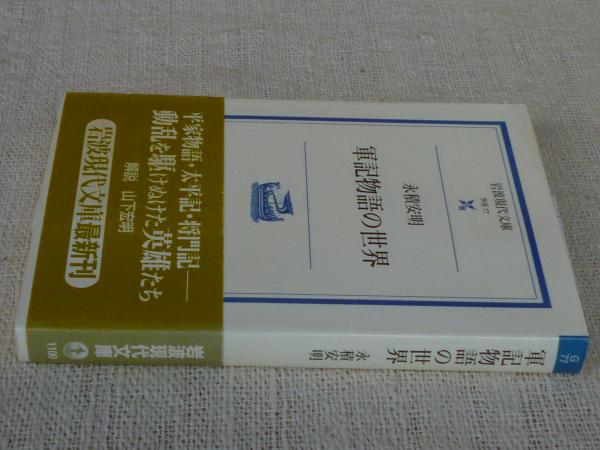 岩波現代文庫
学術 77
永積安明
軍記物語の世界
平家物語・太平記・将門記――
動乱を駆けぬけた英雄たち
解説 山下宏明
岩波現代文庫最新刊
G
77
軍記物語の世界
永積安明
岩波現代文庫
1100